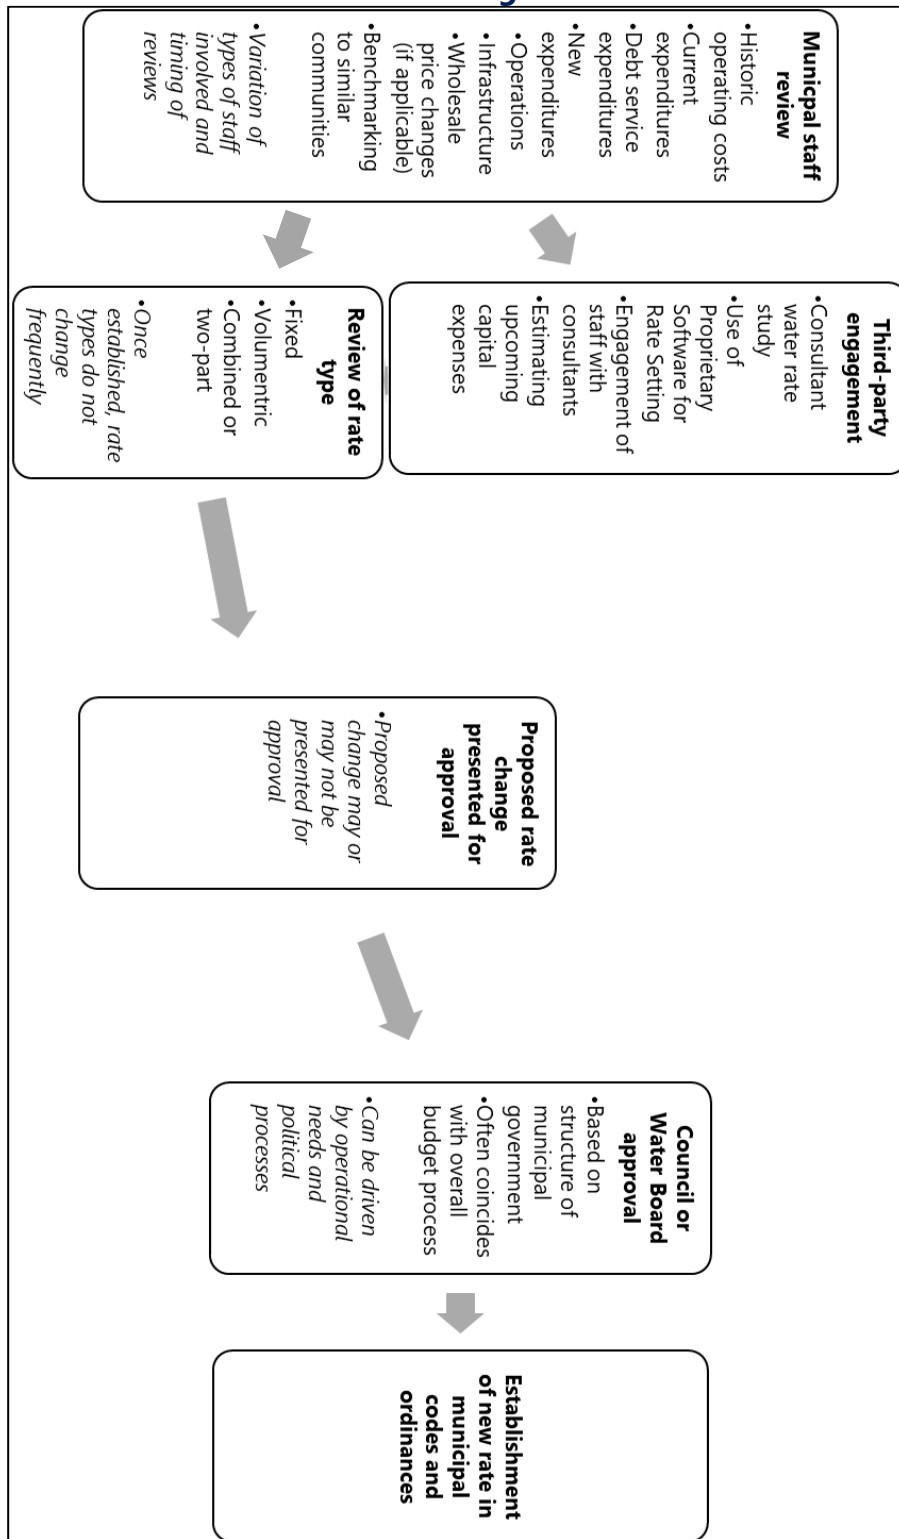 Municpal staff
review
•Historic
operating costs
•Current
expenditures
•Debt service
expenditures
•New
expenditures
•Operations
•Infrastructure
•Wholesale
price changes
(if applicable)
•Benchmarking
to similar
communities
•Variation of
types of staff
involved and
timing of
reviews
Third-party
engagement
•Consultant
water rate
study
•Use of
Proprietary
Software for
Rate Setting
•Engagement of
staff with
consultants
•Estimating
upcoming
capital
expenses
Review of rate
type
•Fixed
•Volumentric
•Combined or
two-part
•Once
established, rate
types do not
change
frequently
Proposed rate
change
presented for
approval
•Proposed
change may or
may not be
presented for
approval
Council or
Water Board
approval
•Based on
structure of
municipal
government
•Often coincides
with overall
budget process
•Can be driven
by operational
needs and
political
processes
Establishment
of new rate in
municipal
codes and
ordinances